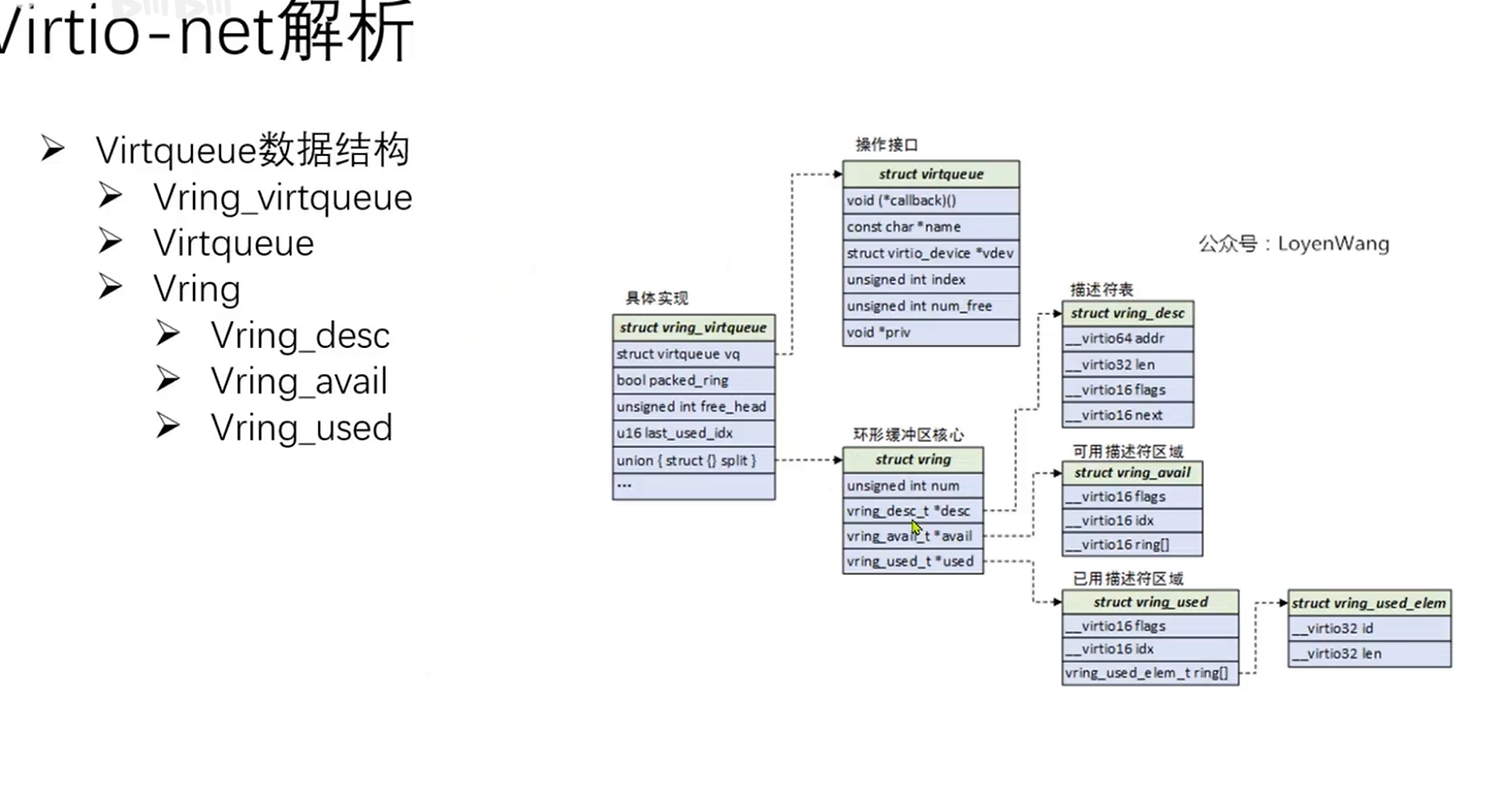 Virtio-net解析
Virtqueue数据结构
Vring_virtqueue
Virtqueue
Vring
Vring_desc
Vring_avail
Vring_used
操作接口
struct virtqueue
void (*callback)()
const char *name
struct virtio_device *vdev
unsigned int index
unsigned int num_free
void *priv
公众号：LoyenWang
具体实现
struct vring_virtqueue
struct virtqueue vq
bool packed_ring
unsigned int free_head
u16 last_used_idx
union { struct {} split }
...
环形缓冲区核心
struct vring
unsigned int num
vring_desc_t *desc
vring_avail_t *avail
vring_used_t *used
描述符表
struct vring_desc
__virtio64 addr
__virtio32 len
__virtio16 flags
__virtio16 next
可用描述符区域
struct vring_avail
__virtio16 flags
__virtio16 idx
__virtio16 ring[]
已用描述符区域
struct vring_used
__virtio16 flags
__virtio16 idx
vring_used_elem_t ring[]
struct vring_used_elem
__virtio32 id
__virtio32 len